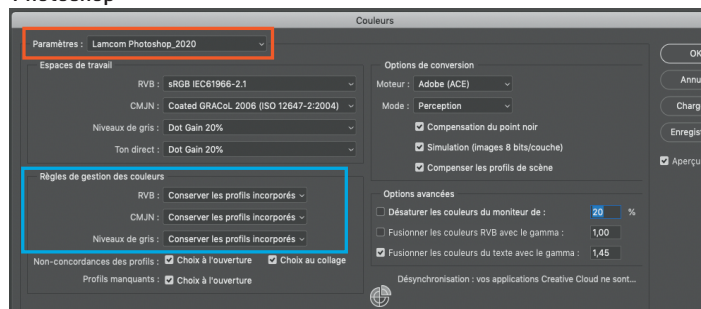 Couleurs
Paramètres : Lamcom Photoshop_2020
Espaces de travail
RVB : sRGB IEC61966-2.1
CMJN : Coated GRACoL 2006 (ISO 12647-2:2004)
Niveaux de gris : Dot Gain 20%
Ton direct : Dot Gain 20%
Règles de gestion des couleurs
RVB : Conserver les profils incorporés
CMJN : Conserver les profils incorporés
Niveaux de gris : Conserver les profils incorporés
Non-concordances des profils : Choix à l'ouverture Choix au collage
Profils manquants : Choix à l'ouverture
Options de conversion
Moteur : Adobe (ACE)
Mode : Perception
Compensation du point noir
Simulation (images 8 bits/couche)
Compenser les profils de scène
Options avancées
Désaturer les couleurs du moniteur de : 20 %
Fusionner les couleurs RVB avec le gamma : 1,00
Fusionner les couleurs du texte avec le gamma : 1,45
Désynchronisation : vos applications Creative Cloud ne sont...
OK
Annu
Charg
Enregis
Aperçu